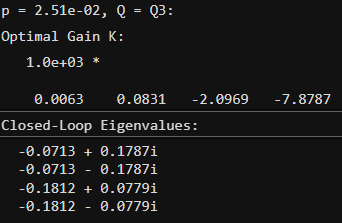 p = 2.51e-02, Q = Q3:
Optimal Gain K:
1.0e+03 *
0.0063 0.0831 -2.0969 -7.8787
Closed-Loop Eigenvalues:
-0.0713 + 0.1787i
-0.0713 - 0.1787i
-0.1812 + 0.0779i
-0.1812 - 0.0779i